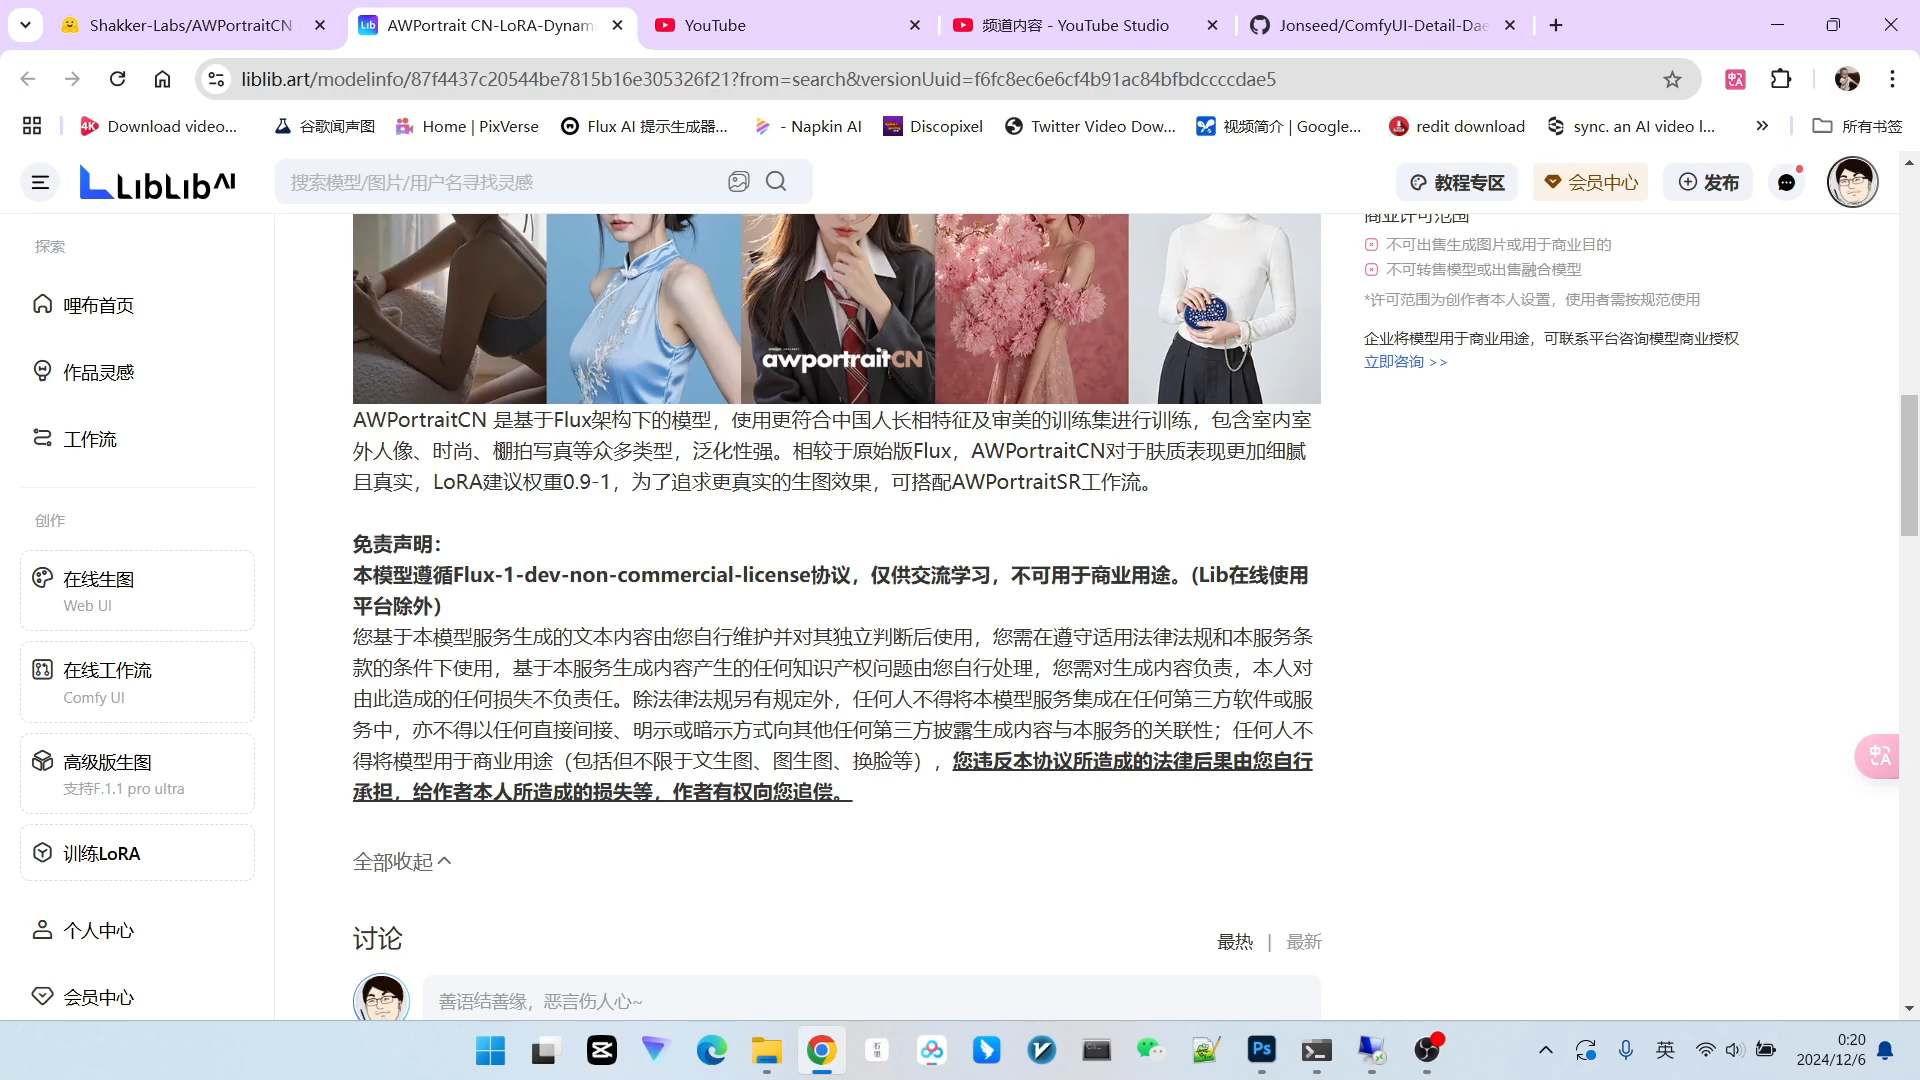 Shakker-Labs/AWPortraitCN
AWPortrait CN-LoRA-Dynam
YouTube
频道内容 - YouTube Studio
Jonseed/ComfyUI-Detail-Dae
liblib.art/modelinfo/87f4437c20544be7815b16e305326f21?from=search&versionUuid=f6fc8ec6e6cf4b91ac84bfbdccccdae5
Download video...
谷歌闻声图
Home | PixVerse
Flux AI 提示生成器...
- Napkin AI
Discopixel
Twitter Video Dow...
视频简介 | Google...
redit download
sync. an AI video l...
所有书签
LibLibAI
搜索模型/图片/用户名寻找灵感
教程专区
会员中心
发布
探索
哩布首页
作品灵感
工作流
创作
在线生图
Web UI
在线工作流
Comfy UI
高级版生图
支持F.1.1 pro ultra
训练LoRA
个人中心
会员中心
awportraitCN
AWPortraitCN 是基于Flux架构下的模型，使用更符合中国人长相特征及审美的训练集进行训练，包含室内室
外人像、时尚、棚拍写真等众多类型，泛化性强。相较于原始版Flux，AWPortraitCN对于肤质表现更加细腻
且真实，LoRA建议权重0.9-1，为了追求更真实的生图效果，可搭配AWPortraitSR工作流。
免责声明：
本模型遵循Flux-1-dev-non-commercial-license协议，仅供交流学习，不可用于商业用途。(Lib在线使用
平台除外）
您基于本模型服务生成的文本内容由您自行维护并对其独立判断后使用，您需在遵守适用法律法规和本服务条
款的条件下使用，基于本服务生成内容产生的任何知识产权问题由您自行处理，您需对生成内容负责，本人对
由此造成的任何损失不负责任。除法律法规另有规定外，任何人不得将本模型服务集成在任何第三方软件或服
务中，亦不得以任何直接间接、明示或暗示方式向其他任何第三方披露生成内容与本服务的关联性；任何人不
得将模型用于商业用途（包括但不限于文生图、图生图、换脸等）, 您违反本协议所造成的法律后果由您自行
承担，给作者本人所造成的损失等，作者有权向您追偿。
全部收起
讨论
最热 | 最新
善语结善缘，恶言伤人心~
商业许可范围
不可出售生成图片或用于商业目的
不可转售模型或出售融合模型
*许可范围为创作者本人设置，使用者需按规范使用
企业将模型用于商业用途，可联系平台咨询模型商业授权
立即咨询 >>
英
0:20
2024/12/6